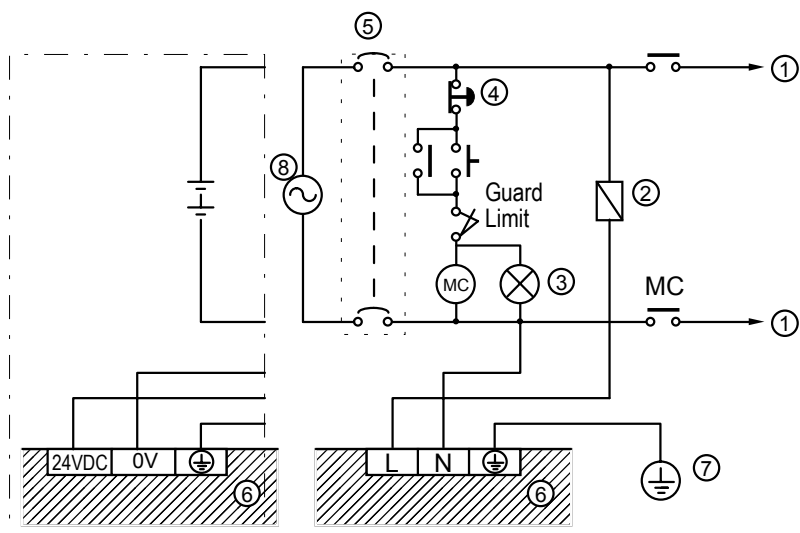 ⑤
①
④
⑧
Guard
Limit
②
MC
③
MC
①
24VDC 0V
L N
⑦
⑥
⑥